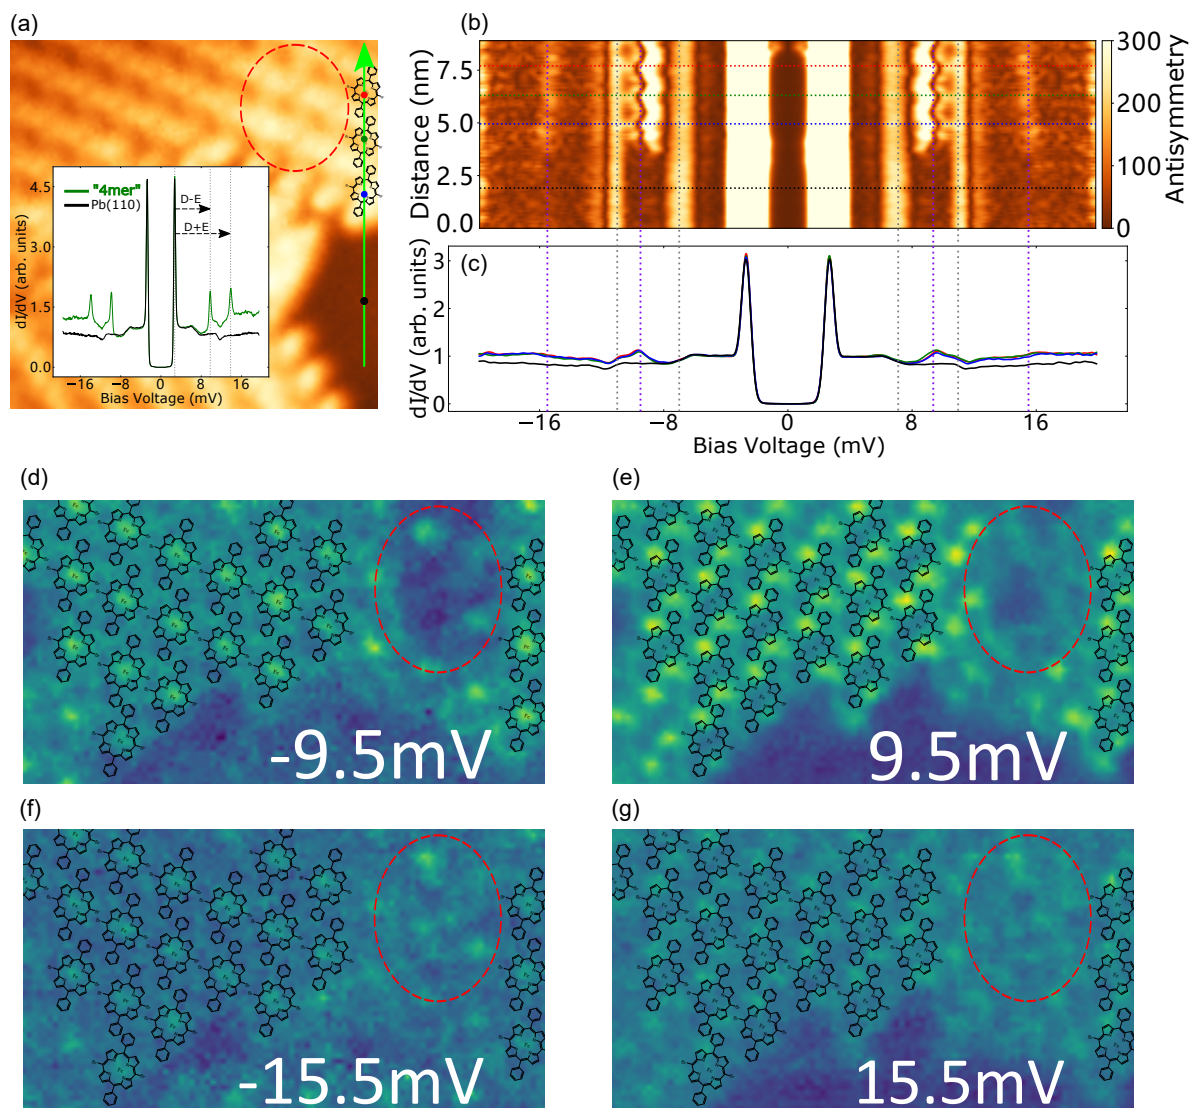 (a)
"4mer"
Pb(110)
D-E
D+E
4.5
3.0
1.5
0.0
dI/dV (arb. units)
−16
−8
0
8
16
Bias Voltage (mV)
(b)
7.5
5.0
2.5
0.0
Distance (nm)
300
200
100
0
Antisymmetry
(c)
3
2
1
0
dI/dV (arb. units)
−16
−8
0
8
16
Bias Voltage (mV)
(d)
-9.5mV
(e)
9.5mV
(f)
-15.5mV
(g)
15.5mV